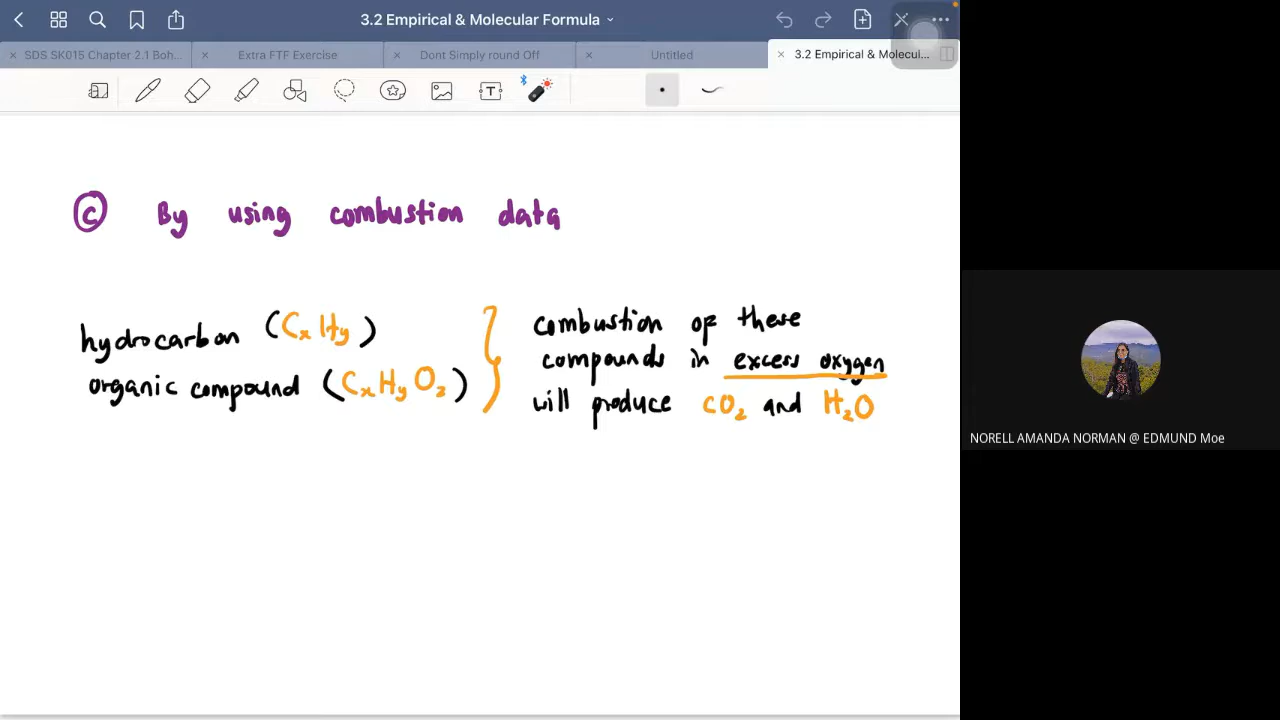 3.2 Empirical & Molecular Formula
SDS SK015 Chapter 2.1 Boh...
Extra FTF Exercise
Dont Simply round Off
Untitled
3.2 Empirical & Molecul...
T
C By using combustion data
hydrocarbon (CxHy)
organic compound (CxHyOz)
combustion of these
compounds in excess oxygen
will produce CO2 and H2O
NORELL AMANDA NORMAN @ EDMUND Moe